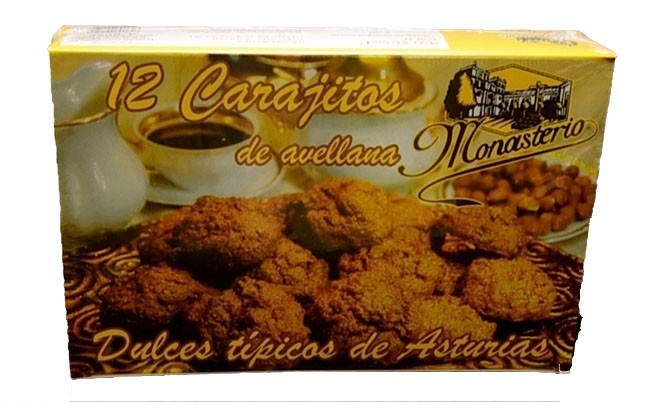 12 Carajitos
de avellana
Monasterio
Dulces típicos de Asturias